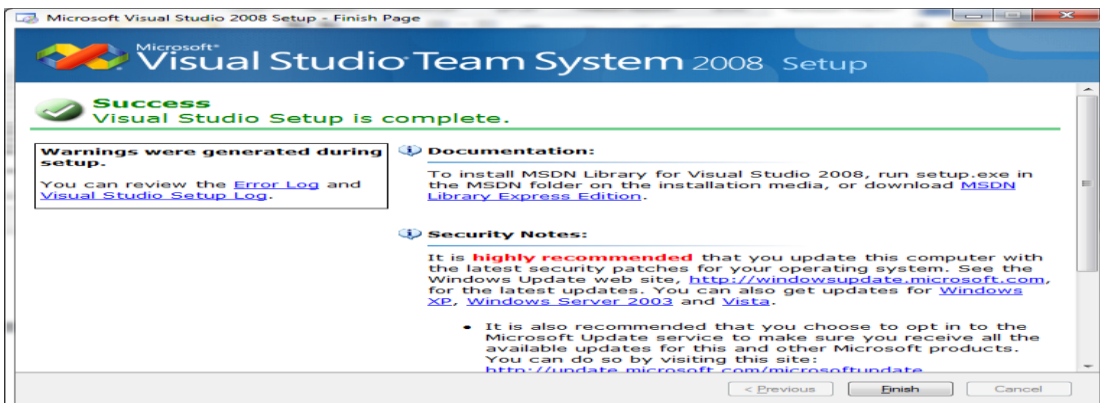 Microsoft Visual Studio 2008 Setup - Finish Page
Microsoft®
Visual Studio Team System 2008 Setup
Success
Visual Studio Setup is complete.
Warnings were generated during
setup.
You can review the Error Log and
Visual Studio Setup Log.
Documentation:
To install MSDN Library for Visual Studio 2008, run setup.exe in
the MSDN folder on the installation media, or download MSDN
Library Express Edition.
Security Notes:
It is highly recommended that you update this computer with
the latest security patches for your operating system. See the
Windows Update web site, http://windowsupdate.microsoft.com,
for the latest updates. You can also get updates for Windows
XP, Windows Server 2003 and Vista.
• It is also recommended that you choose to opt in to the
Microsoft Update service to make sure you receive all the
available updates for this and other Microsoft products.
You can do so by visiting this site:
http://update.microsoft.com/microsoftupdate
< Previous
Finish
Cancel